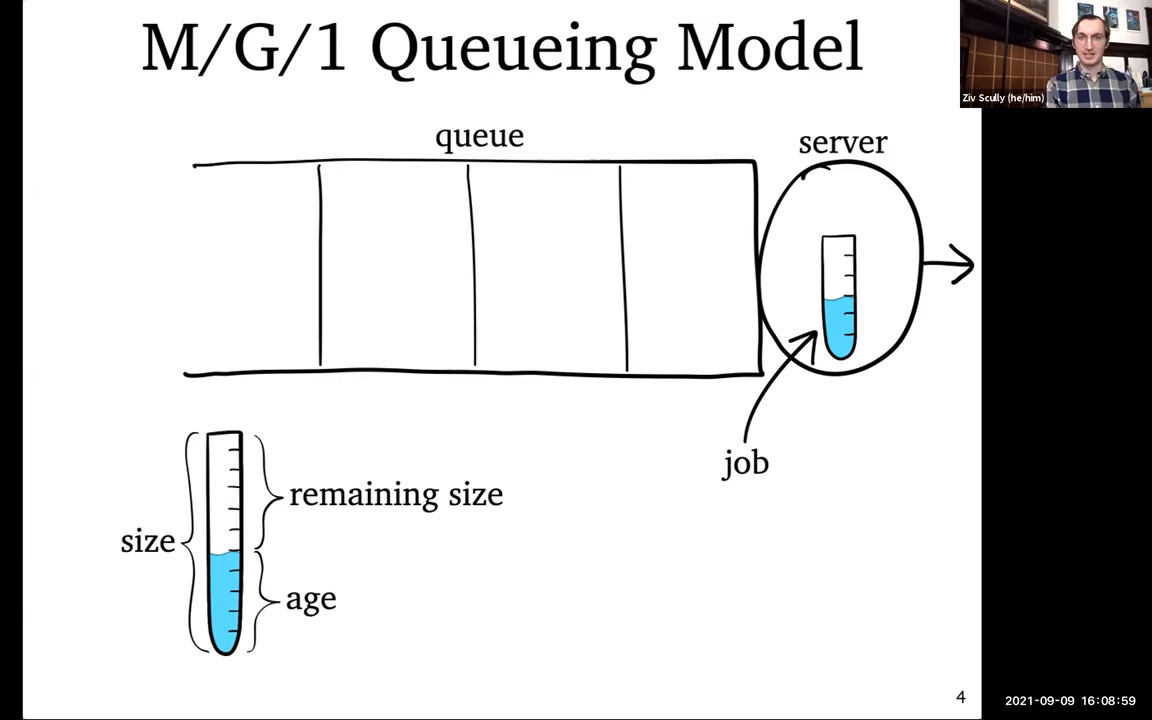 M/G/1 Queueing Model
Ziv Scully (he/him)
queue
server
job
remaining size
size
age
4
2021-09-09 16:08:59